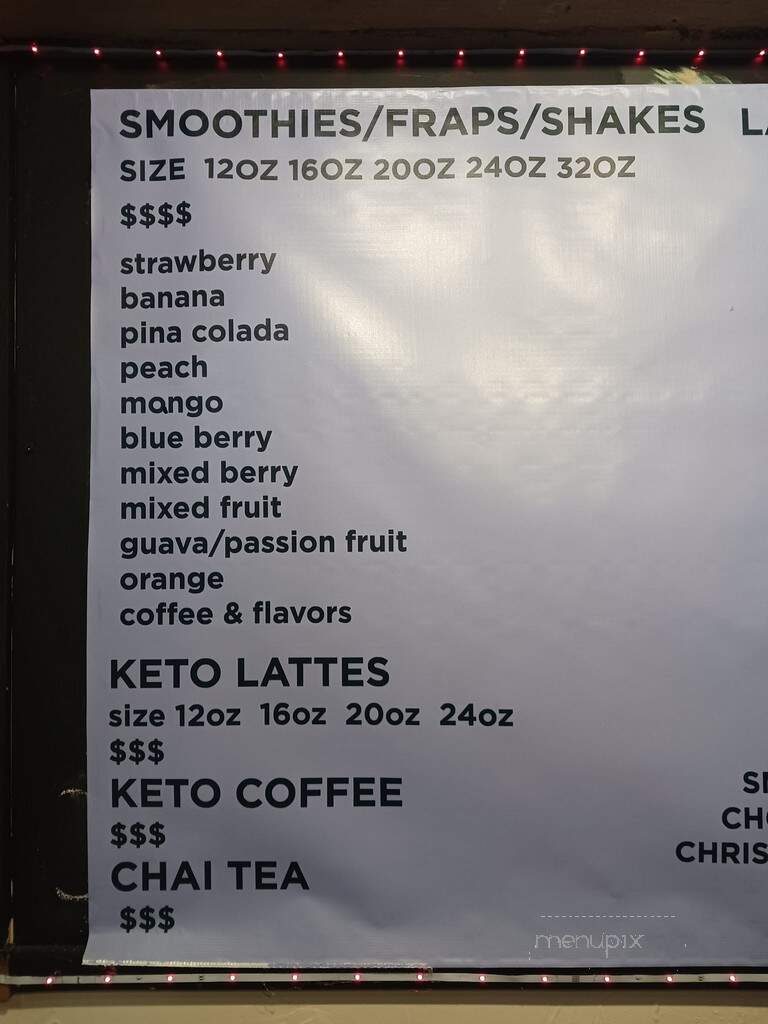 SMOOTHIES/FRAPS/SHAKES
SIZE 12OZ 16OZ 20OZ 24OZ 32OZ
$$$$
strawberry
banana
pina colada
peach
mango
blue berry
mixed berry
mixed fruit
guava/passion fruit
orange
coffee & flavors
KETO LATTES
size 12oz 16oz 20oz 24oz
$$$
KETO COFFEE
$$$
CHAI TEA
$$$
CHRIS
menupix